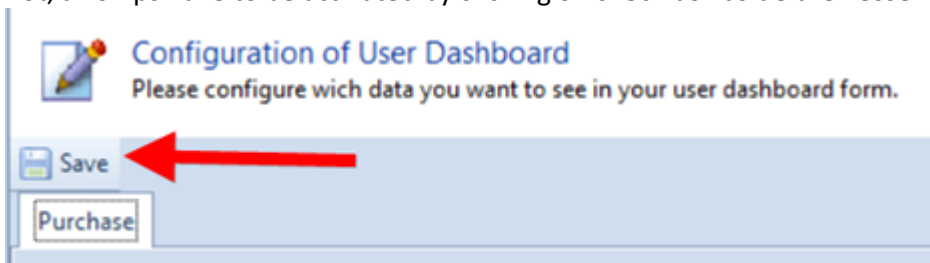 Configuration of User Dashboard
Please configure wich data you want to see in your user dashboard form.
Save
Purchase